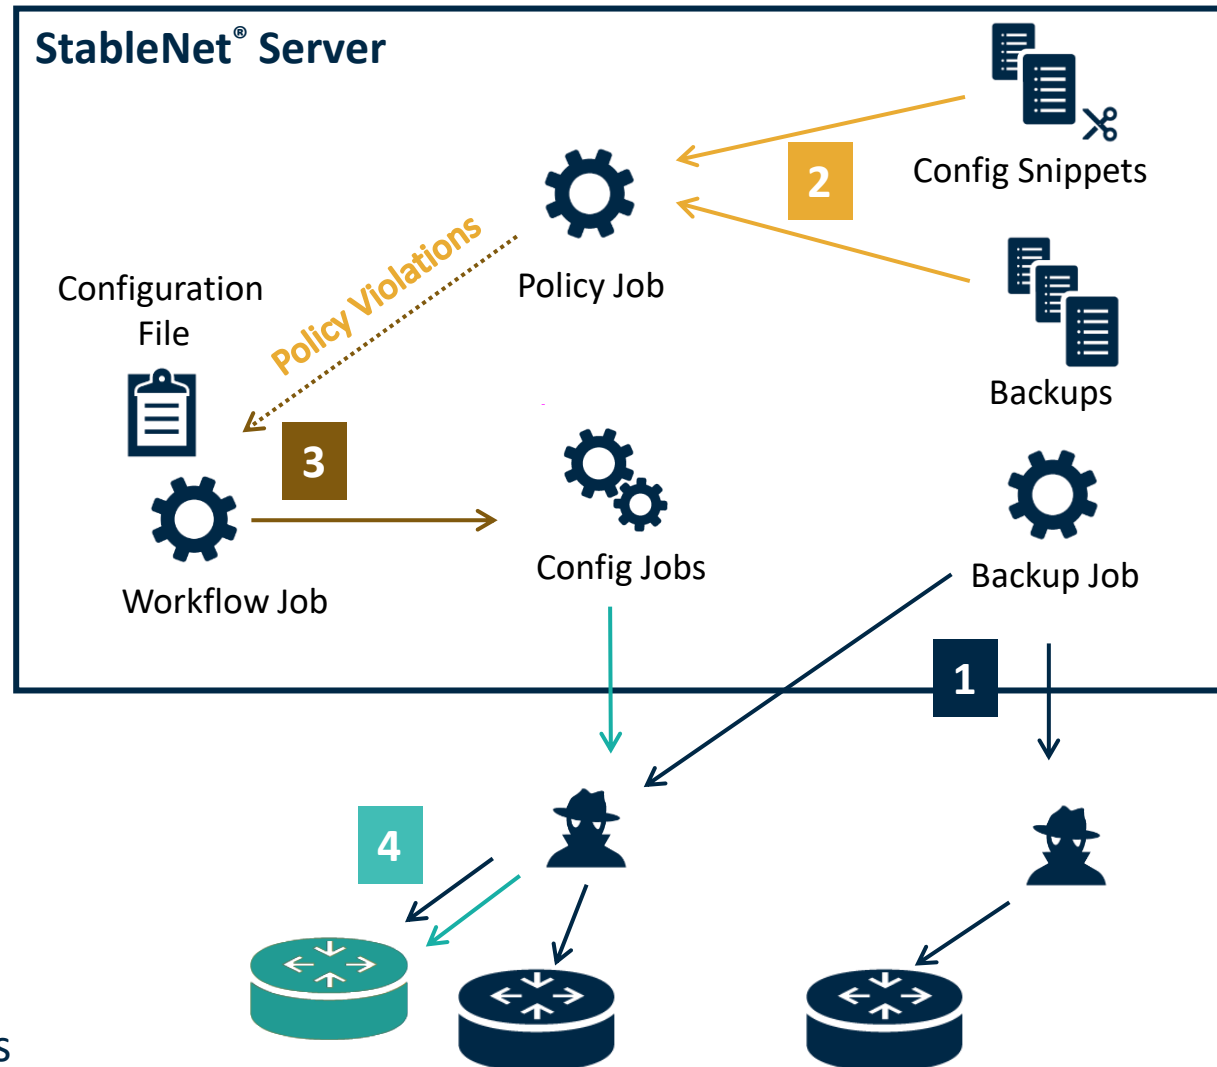 StableNet® Server
Config Snippets
2
Policy Job
Policy Violations
Configuration
File
Backups
3
Config Jobs
Backup Job
Workflow Job
1
4
s